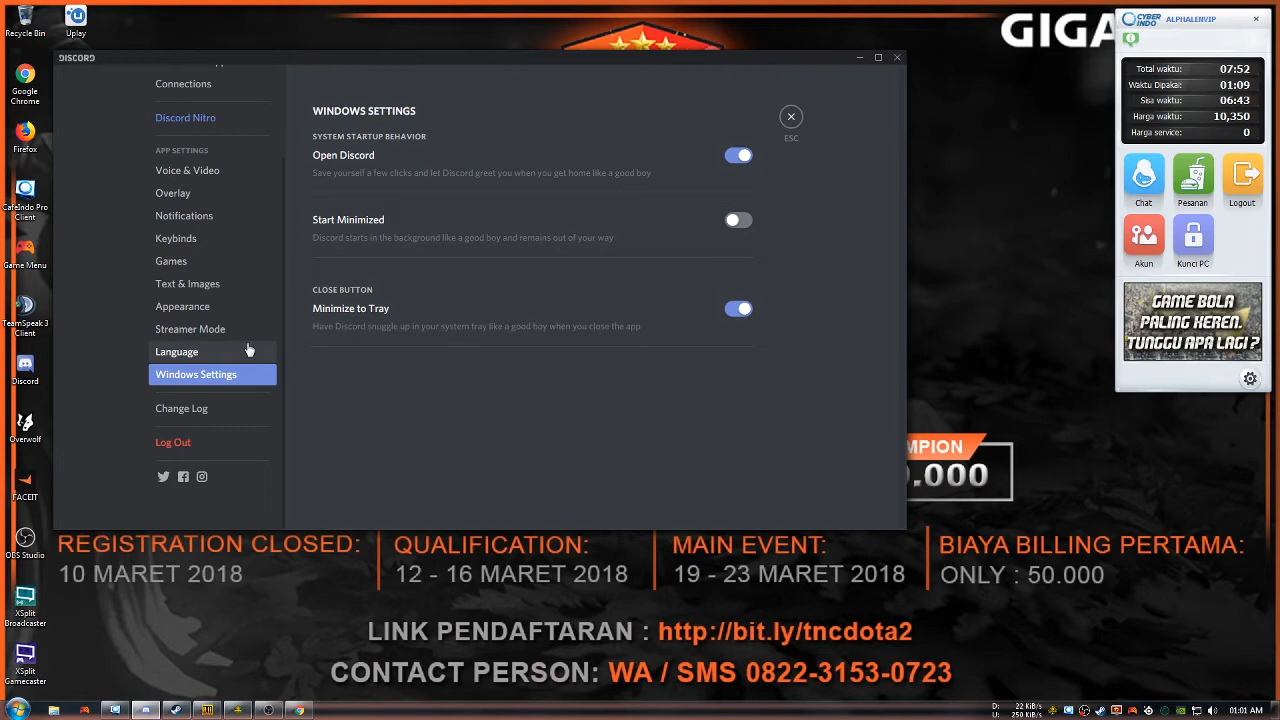 Recycle Bin
Uplay
Google
Chrome
Firefox
CafeIndo Pro
Client
Game Menu
TeamSpeak 3
Client
Discord
Overwolf
FACEIT
OBS Studio
XSplit
Broadcaster
XSplit
Gamecaster
DISCORD
Connections
Discord Nitro
APP SETTINGS
Voice & Video
Overlay
Notifications
Keybinds
Games
Text & Images
Appearance
Streamer Mode
Language
Windows Settings
Change Log
Log Out
WINDOWS SETTINGS
ESC
SYSTEM STARTUP BEHAVIOR
Open Discord
Save yourself a few clicks and let Discord greet you when you get home like a good boy
Start Minimized
Discord starts in the background like a good boy and remains out of your way
CLOSE BUTTON
Minimize to Tray
Have Discord snuggle up in your system tray like a good boy when you close the app
GIGA
CYBER
INDO
ALPHALENVIP
Total waktu: 07:52
Waktu Dipakai: 01:09
Sisa waktu: 06:43
Harga waktu: 10,350
Harga service: 0
Chat
Pesanan
Logout
Akun
Kunci PC
GAME BOLA
PALING KEREN.
TUNGGU APA LAGI ?
MPION
.000
REGISTRATION CLOSED:
10 MARET 2018
QUALIFICATION:
12 - 16 MARET 2018
MAIN EVENT:
19 - 23 MARET 2018
BIAYA BILLING PERTAMA:
ONLY : 50.000
LINK PENDAFTARAN : http://bit.ly/tncdota2
CONTACT PERSON: WA / SMS 0822-3153-0723
D: 22 KiB/s
U: 250 KiB/s
01:01 AM